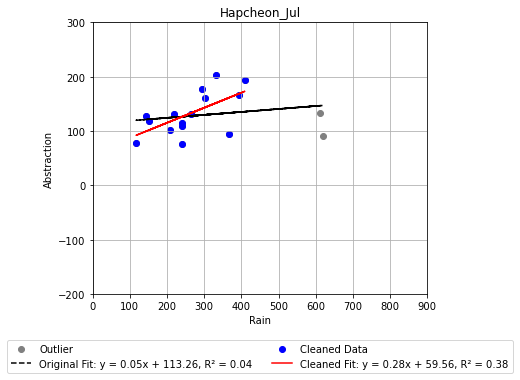 Hapcheon_Jul
300
200
100
0
−100
−200
Abstraction
0 100 200 300 400 500 600 700 800 900
Rain
Outlier
Original Fit: y = 0.05x + 113.26, R² = 0.04
Cleaned Data
Cleaned Fit: y = 0.28x + 59.56, R² = 0.38